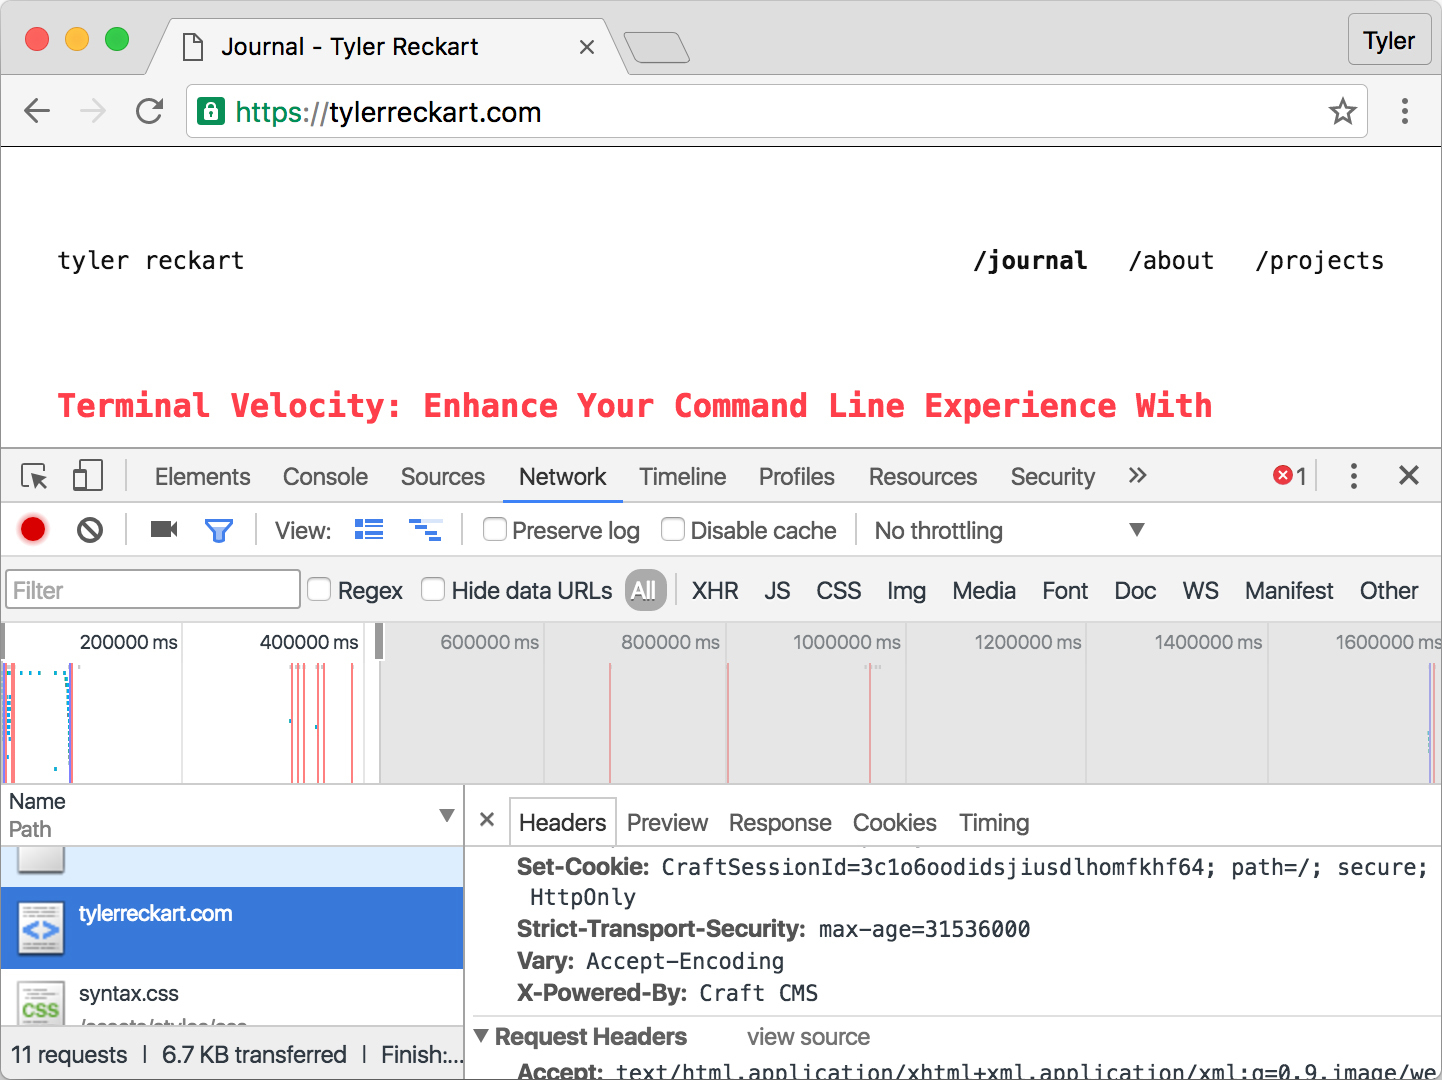 Journal - Tyler Reckart
Tyler
https://tylerreckart.com
tyler reckart /journal /about /projects
Terminal Velocity: Enhance Your Command Line Experience With
Elements Console Sources Network Timeline Profiles Resources Security » 1
View: Preserve log Disable cache No throttling
Filter Regex Hide data URLs All XHR JS CSS Img Media Font Doc WS Manifest Other
200000 ms 400000 ms 600000 ms 800000 ms 1000000 ms 1200000 ms 1400000 ms 1600000 ms
Name
Path
Headers Preview Response Cookies Timing
Set-Cookie: CraftSessionId=3c1o6oodidsjiusdlhomfkhf64; path=/; secure;
HttpOnly
tylerreckart.com
Strict-Transport-Security: max-age=31536000
Vary: Accept-Encoding
X-Powered-By: Craft CMS
syntax.css
CSS
/assets/styles/css
Request Headers view source
11 requests | 6.7 KB transferred | Finish:...
Accept: text/html,application/xhtml+xml,application/xml;q=0.9,image/we